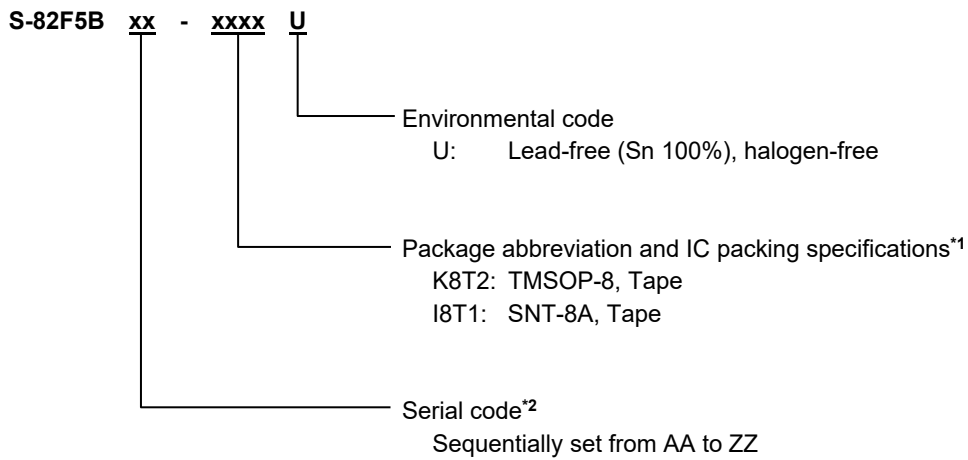 S-82F5B xx - xxxx U
Environmental code
U: Lead-free (Sn 100%), halogen-free
Package abbreviation and IC packing specifications*1
K8T2: TMSOP-8, Tape
I8T1: SNT-8A, Tape
Serial code*2
Sequentially set from AA to ZZ